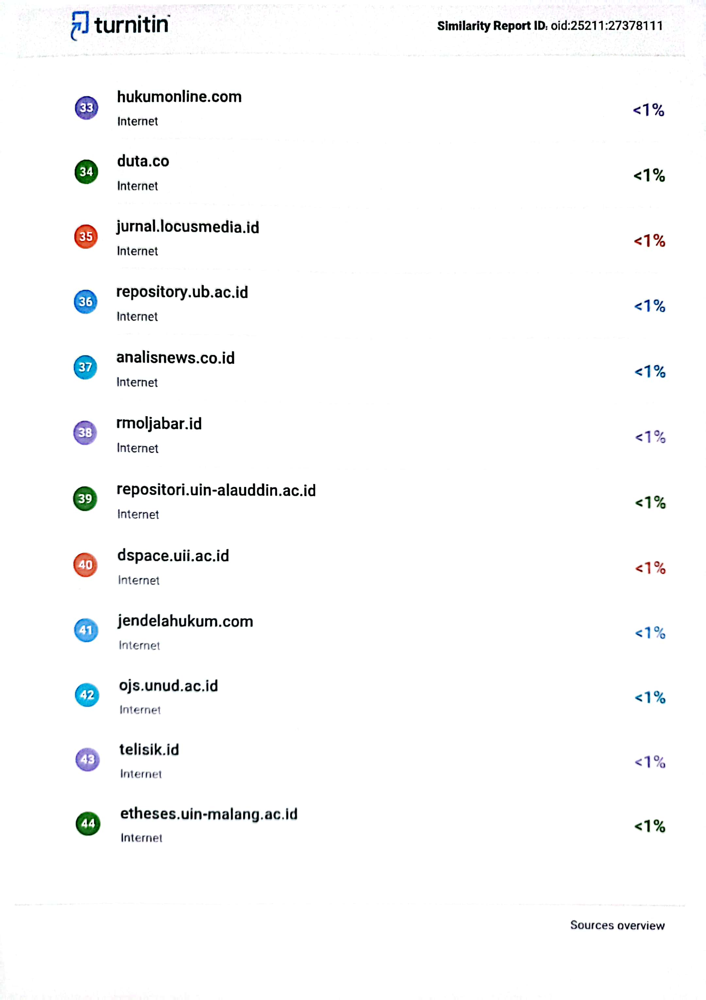 turnitin
Similarity Report ID: oid:25211:27378111
33
hukumonline.com
Internet
<1%
34
duta.co
Internet
<1%
35
jurnal.locusmedia.id
Internet
<1%
36
repository.ub.ac.id
Internet
<1%
37
analisnews.co.id
Internet
<1%
38
rmoljabar.id
Internet
<1%
39
repositori.uin-alauddin.ac.id
Internet
<1%
40
dspace.uii.ac.id
Internet
<1%
41
jendelahukum.com
Internet
<1%
42
ojs.unud.ac.id
Internet
<1%
43
telisik.id
Internet
<1%
44
etheses.uin-malang.ac.id
Internet
<1%
Sources overview